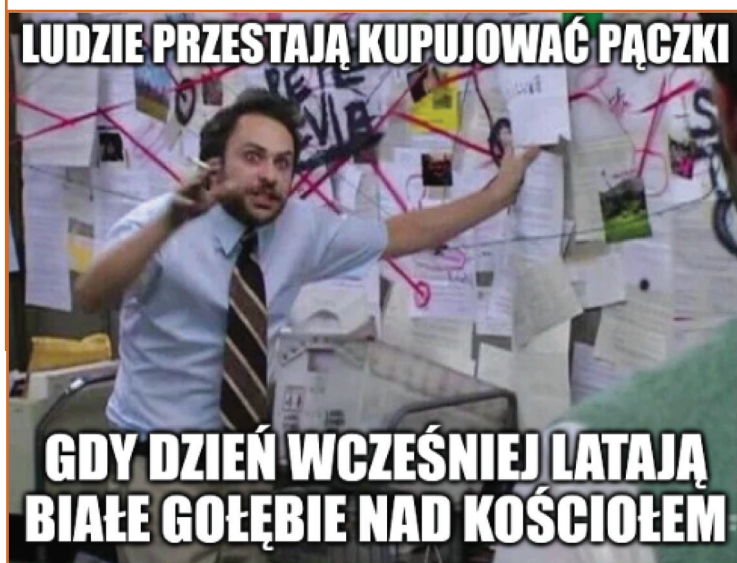 LUDZIE PRZESTAJĄ KUPUJOWAĆ PĄCZKI
GDY DZIEŃ WCZEŚNIEJ LATAJĄ
BIAŁE GOŁĘBIE NAD KOŚCIOŁEM